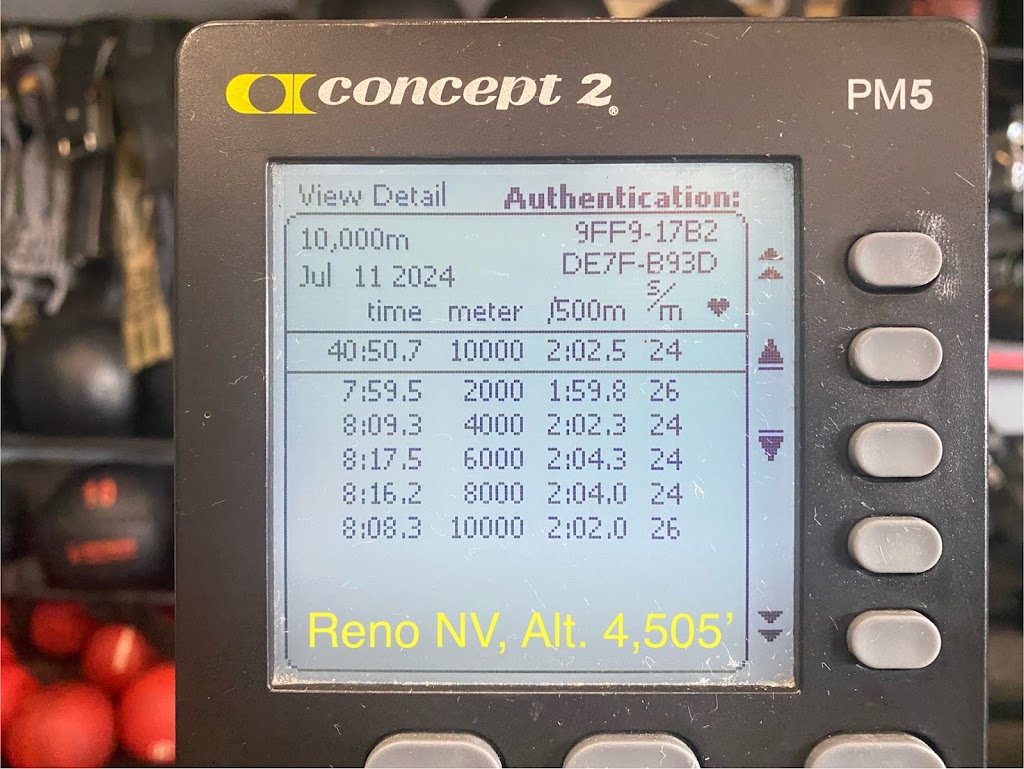 concept 2®
PM5
View Detail Authentication:
10,000m 9FF9-17B2
Jul 11 2024 DE7F-B93D
time meter /500m s/m ♥
40:50.7 10000 2:02.5 24
7:59.5 2000 1:59.8 26
8:09.3 4000 2:02.3 24
8:17.5 6000 2:04.3 24
8:16.2 8000 2:04.0 24
8:08.3 10000 2:02.0 26
Reno NV, Alt. 4,505’
10